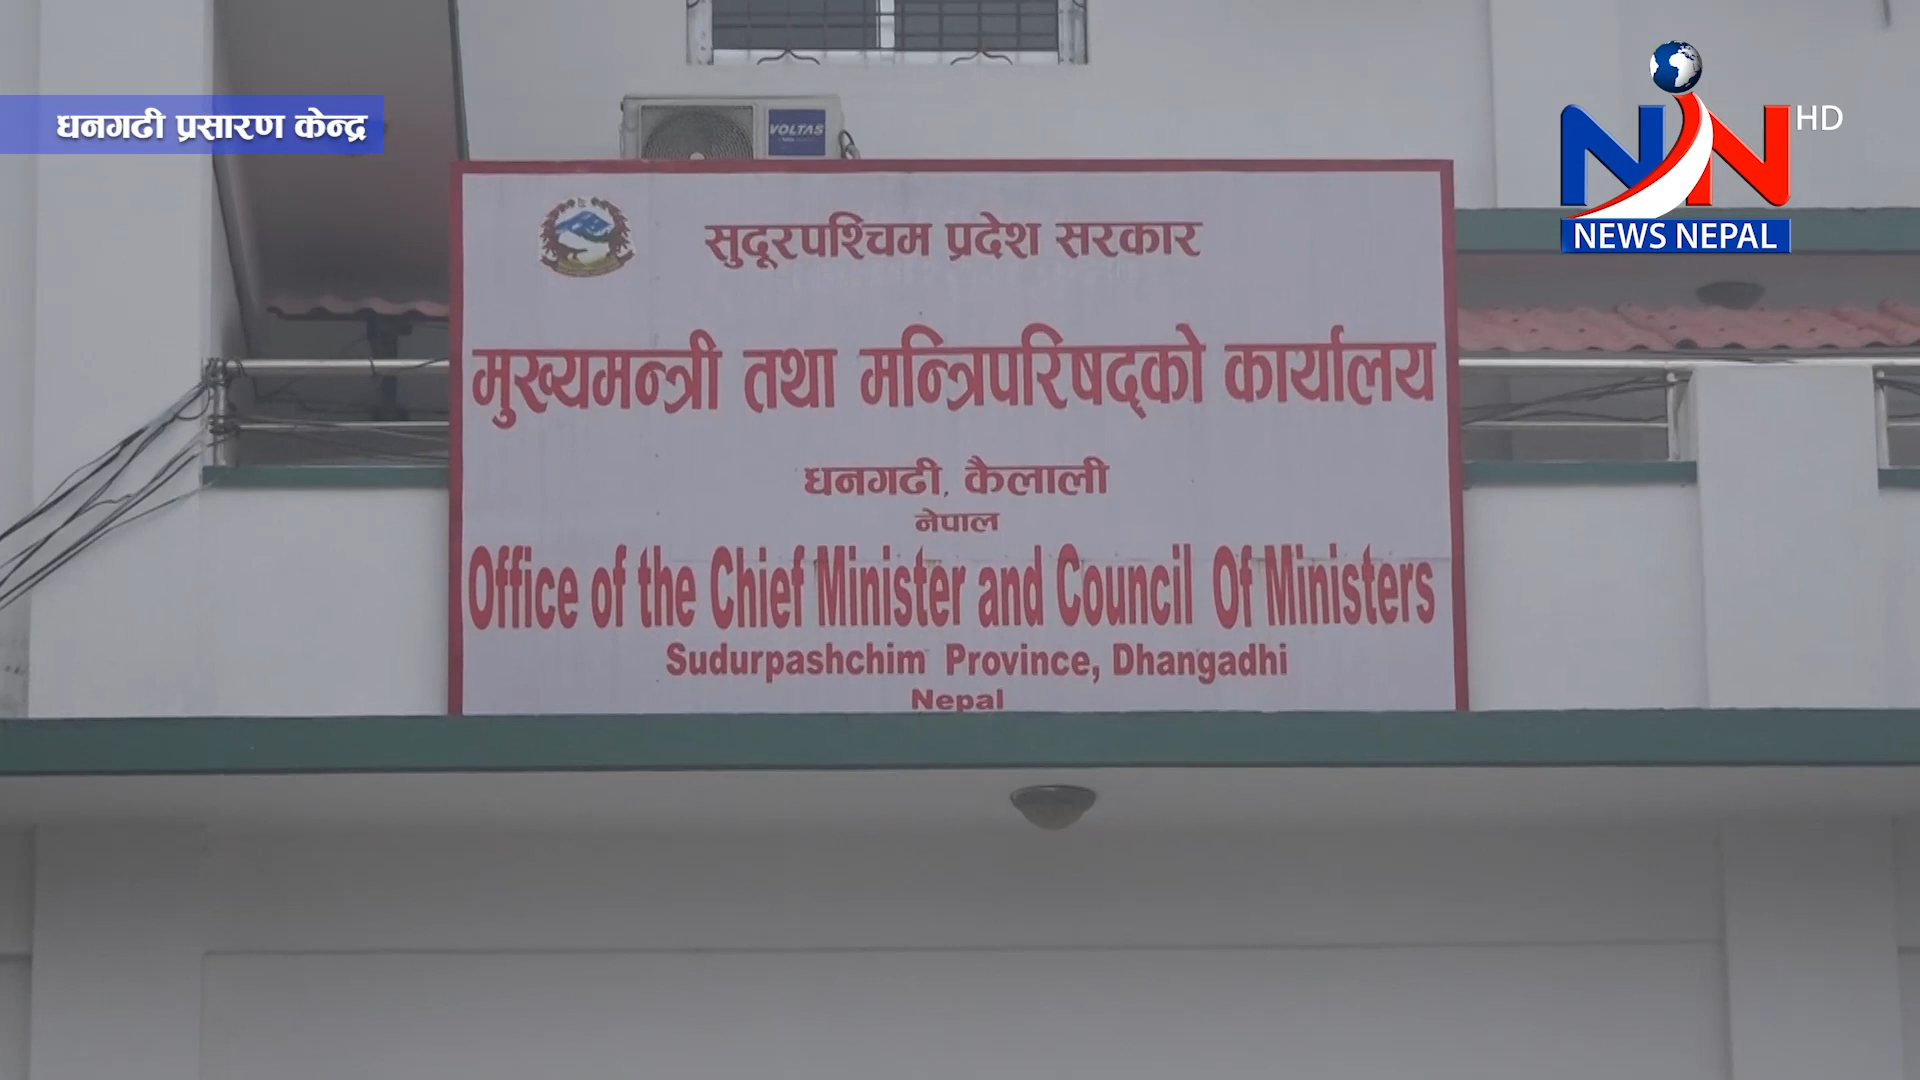 धनगढी प्रसारण केन्द्र
HD
NN
NEWS NEPAL
VOLTAS
सुदूरपश्चिम प्रदेश सरकार
मुख्यमन्त्री तथा मन्त्रिपरिषद्को कार्यालय
धनगढी, कैलाली
नेपाल
Office of the Chief Minister and Council Of Ministers
Sudurpashchim Province, Dhangadhi
Nepal